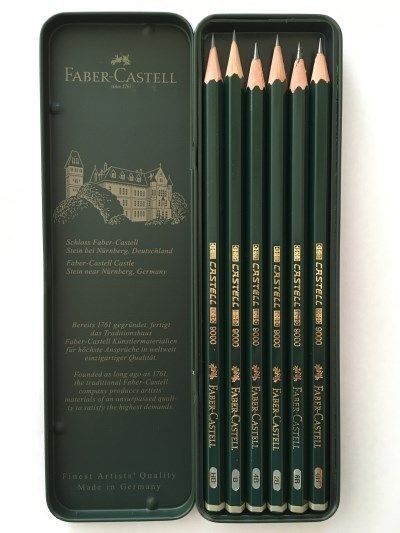 FABER-CASTELL
since 1761
Schloss Faber-Castell
Stein bei Nürnberg, Deutschland
Faber-Castell Castle
Stein near Nürnberg, Germany
Bereits 1761 gegründet, fertigt
das Traditionshaus
Faber-Castell Künstlermaterialien
für höchste Ansprüche in weltweit
einzigartiger Qualität.
Founded as long ago as 1761,
the traditional Faber-Castell
company produces artists'
materials of an unsurpassed quali-
ty to satisfy the highest demands.
Finest Artists' Quality
Made in Germany
CASTELL 9000 FABER-CASTELL HB
CASTELL 9000 FABER-CASTELL B
CASTELL 9000 FABER-CASTELL
CASTELL 9000 FABER-CASTELL 2B
CASTELL 9000 FABER-CASTELL
CASTELL 9000 FABER-CASTELL